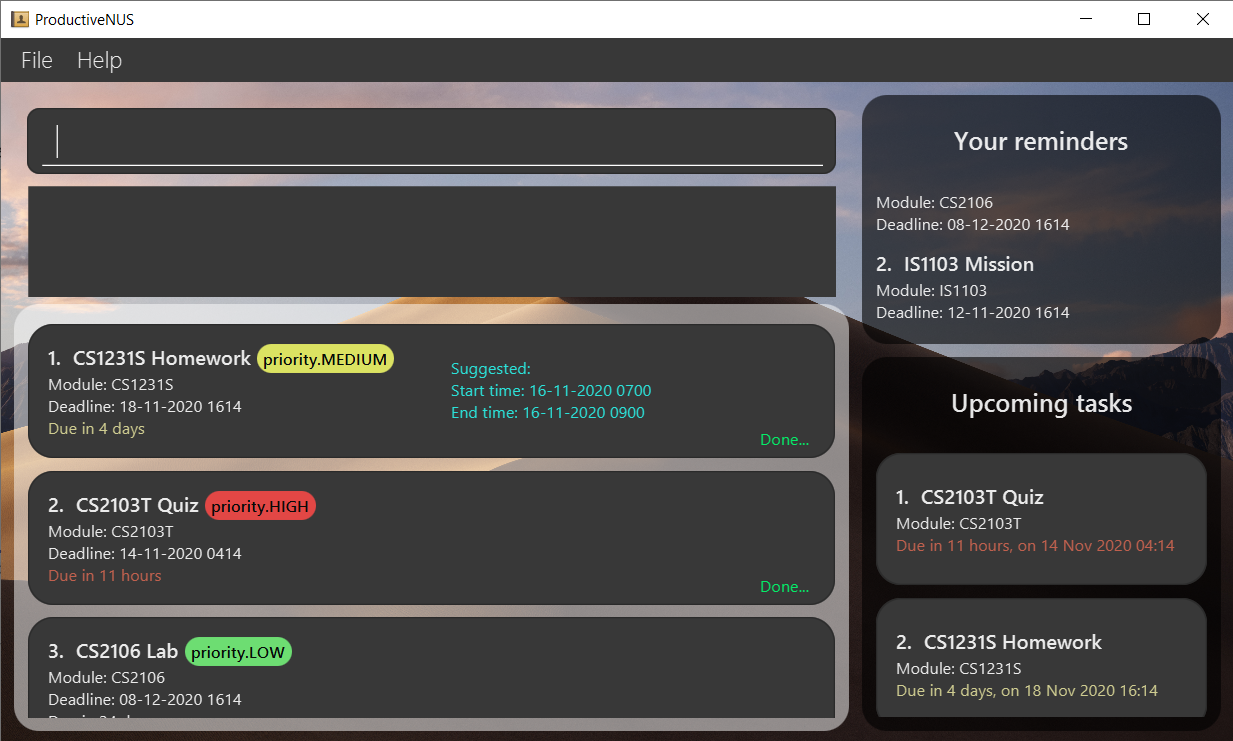 ProductiveNUS
File Help
1. CS1231S Homework priority.MEDIUM
Module: CS1231S
Deadline: 18-11-2020 1614
Due in 4 days
Suggested:
Start time: 16-11-2020 0700
End time: 16-11-2020 0900
Done...
2. CS2103T Quiz priority.HIGH
Module: CS2103T
Deadline: 14-11-2020 0414
Due in 11 hours
Done...
3. CS2106 Lab priority.LOW
Module: CS2106
Deadline: 08-12-2020 1614
Your reminders
Module: CS2106
Deadline: 08-12-2020 1614
2. IS1103 Mission
Module: IS1103
Deadline: 12-11-2020 1614
Upcoming tasks
1. CS2103T Quiz
Module: CS2103T
Due in 11 hours, on 14 Nov 2020 04:14
2. CS1231S Homework
Module: CS1231S
Due in 4 days, on 18 Nov 2020 16:14